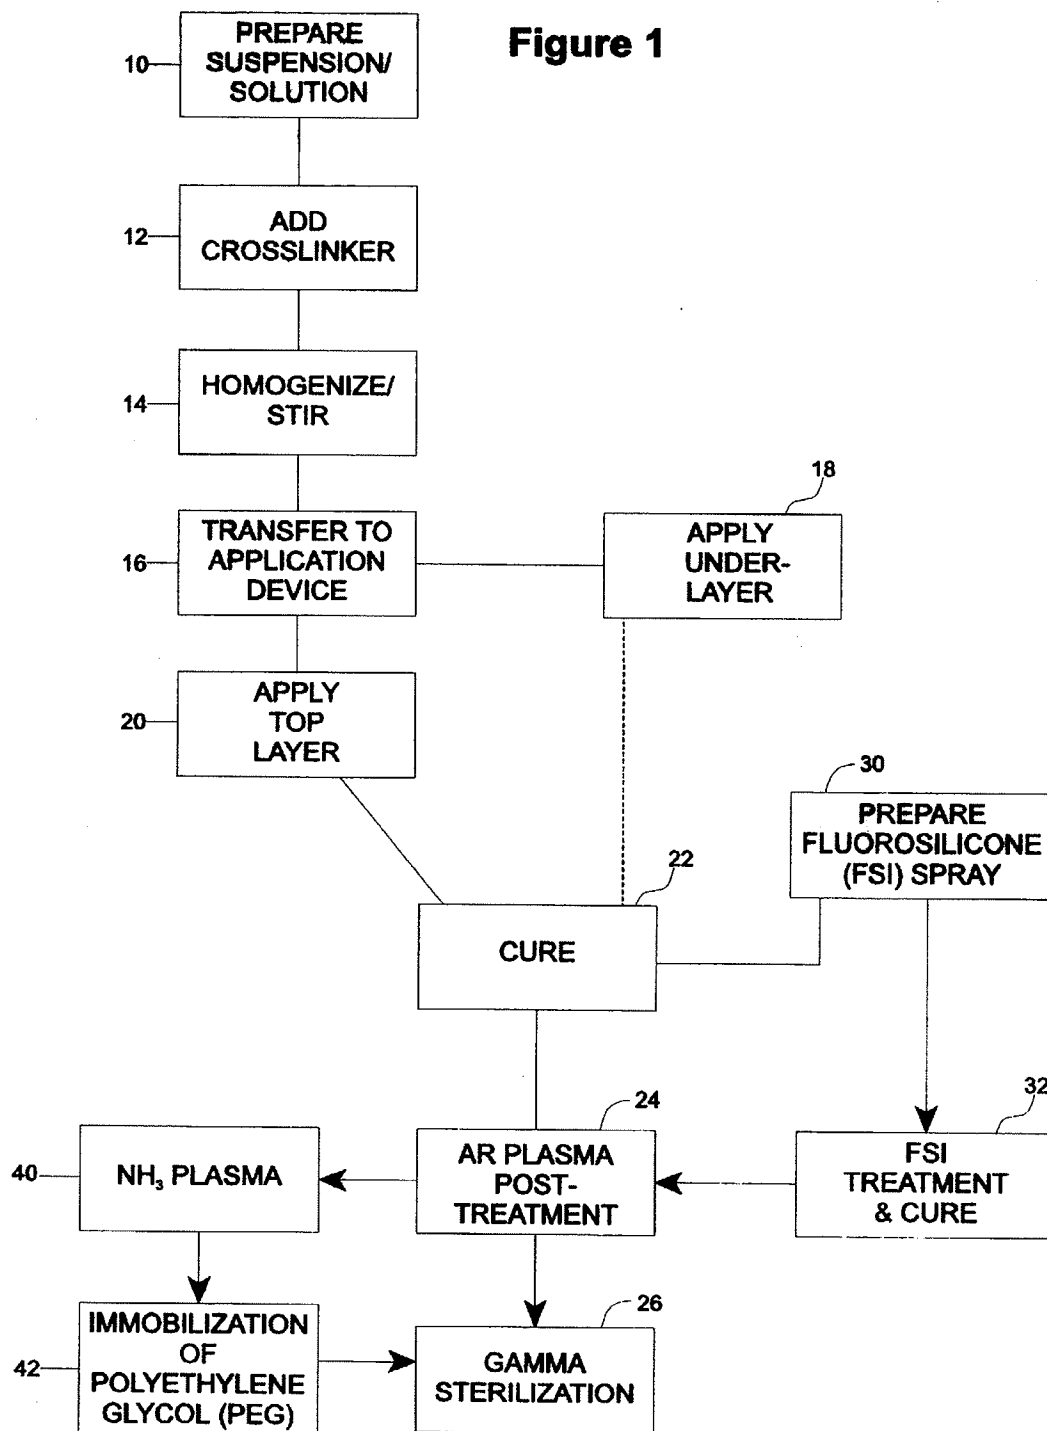 Figure 1
10
PREPARE
SUSPENSION/
SOLUTION
12
ADD
CROSSLINKER
14
HOMOGENIZE/
STIR
16
TRANSFER TO
APPLICATION
DEVICE
18
APPLY
UNDER-
LAYER
20
APPLY
TOP
LAYER
30
PREPARE
FLUOROSILICONE
(FSI) SPRAY
22
CURE
32
FSI
TREATMENT
& CURE
24
AR PLASMA
POST-
TREATMENT
40
NH₃ PLASMA
42
IMMOBILIZATION
OF
POLYETHYLENE
GLYCOL (PEG)
26
GAMMA
STERILIZATION